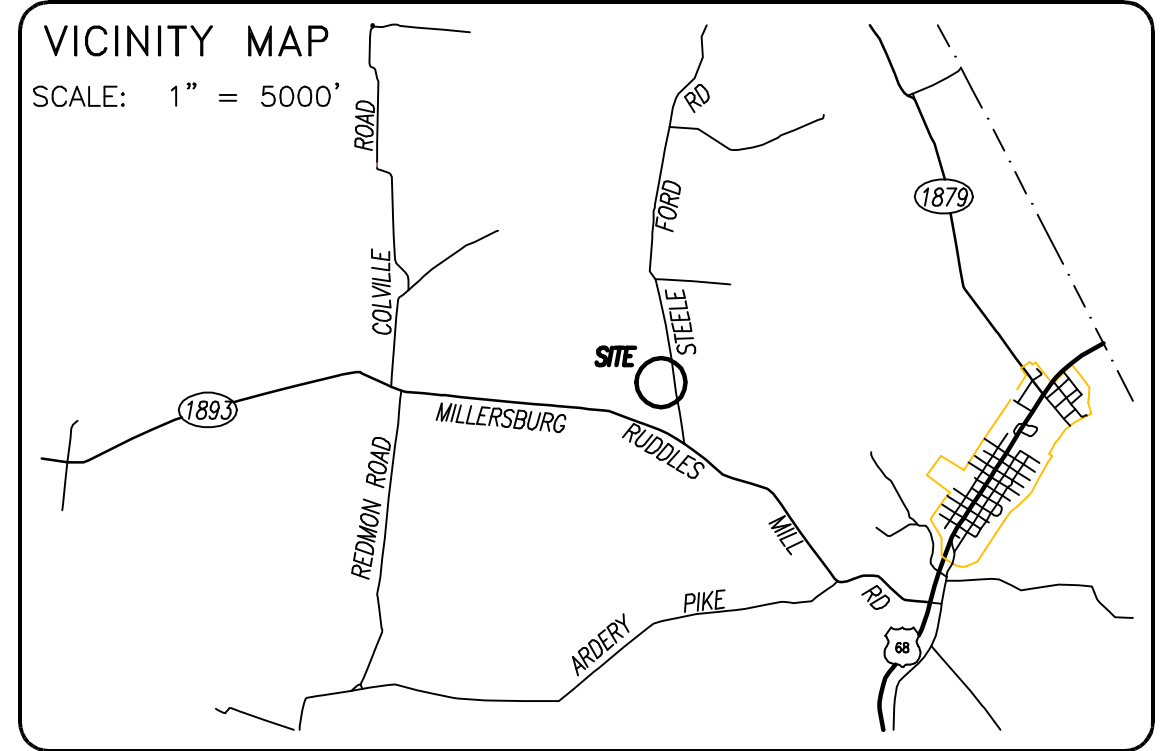 VICINITY MAP
SCALE: 1" = 5000'
ROAD
COLVILLE
RD
FORD
STEELE
1879
SITE
1893
MILLERSBURG
RUDDLES
MILL
RD
REDMON ROAD
ARDERY
PIKE
68